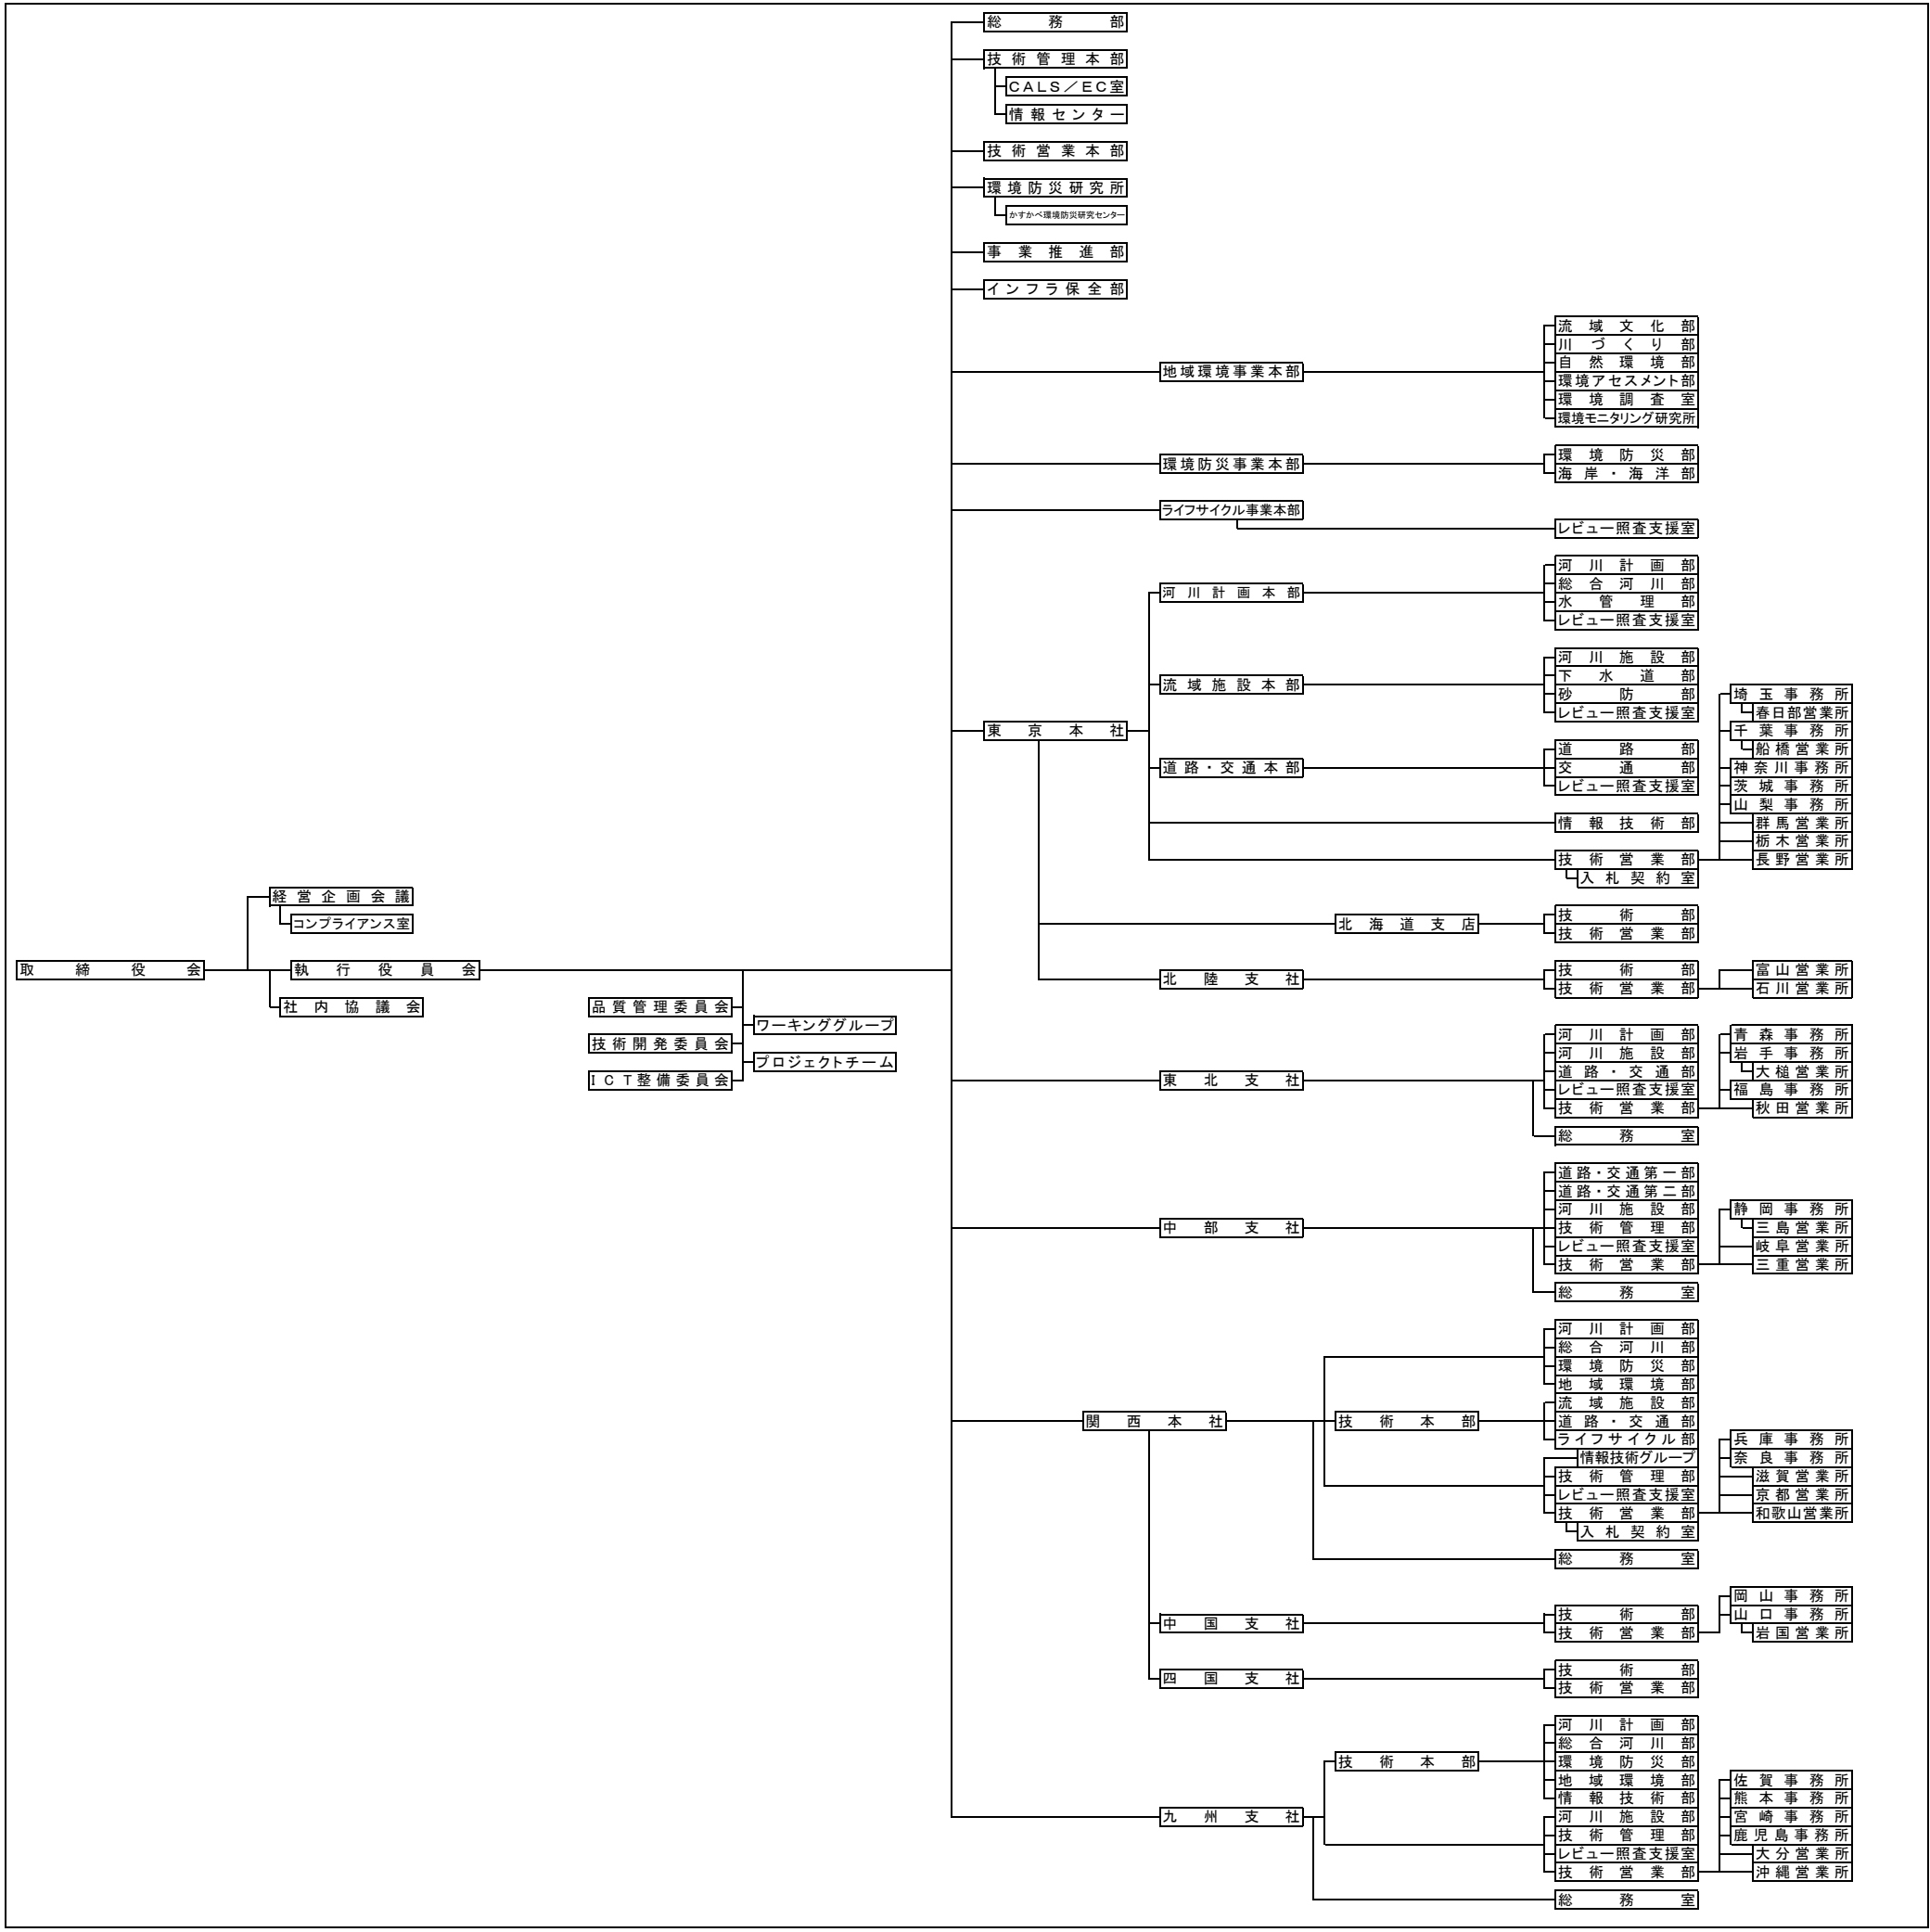 総務部
技術管理本部
CALS／EC室
情報センター
技術営業本部
環境防災研究所
かすかべ環境防災研究センター
事業推進部
インフラ保全部
地域環境事業本部
流域文化部
川づくり部
自然環境部
環境アセスメント部
環境調査室
環境モニタリング研究所
環境防災事業本部
環境防災部
海岸・海洋部
ライフサイクル事業本部
レビュー照査支援室
東京本社
河川計画本部
河川計画部
総合河川部
水管理部
レビュー照査支援室
流域施設本部
河川施設部
下水道部
砂防部
レビュー照査支援室
道路・交通本部
道路部
交通部
レビュー照査支援室
情報技術部
技術営業部
入札契約室
埼玉事務所
春日部営業所
千葉事務所
船橋営業所
神奈川事務所
茨城事務所
山梨事務所
群馬営業所
栃木営業所
長野営業所
北海道支店
技術部
技術営業部
北陸支社
技術部
技術営業部
富山営業所
石川営業所
経営企画会議
コンプライアンス室
取締役会
執行役員会
社内協議会
品質管理委員会
ワーキンググループ
技術開発委員会
プロジェクトチーム
ICT整備委員会
東北支社
河川計画部
河川施設部
道路・交通部
レビュー照査支援室
技術営業部
総務室
青森事務所
岩手事務所
大槌営業所
福島事務所
秋田営業所
中部支社
道路・交通第一部
道路・交通第二部
河川施設部
技術管理部
レビュー照査支援室
技術営業部
総務室
静岡事務所
三島営業所
岐阜営業所
三重営業所
関西本社
技術本部
河川計画部
総合河川部
環境防災部
地域環境部
流域施設部
道路・交通部
ライフサイクル部
情報技術グループ
技術管理部
レビュー照査支援室
技術営業部
入札契約室
総務室
兵庫事務所
奈良事務所
滋賀営業所
京都営業所
和歌山営業所
中国支社
技術部
技術営業部
岡山事務所
山口事務所
岩国営業所
四国支社
技術部
技術営業部
九州支社
技術本部
河川計画部
総合河川部
環境防災部
地域環境部
情報技術部
河川施設部
技術管理部
レビュー照査支援室
技術営業部
総務室
佐賀事務所
熊本事務所
宮崎事務所
鹿児島事務所
大分営業所
沖縄営業所